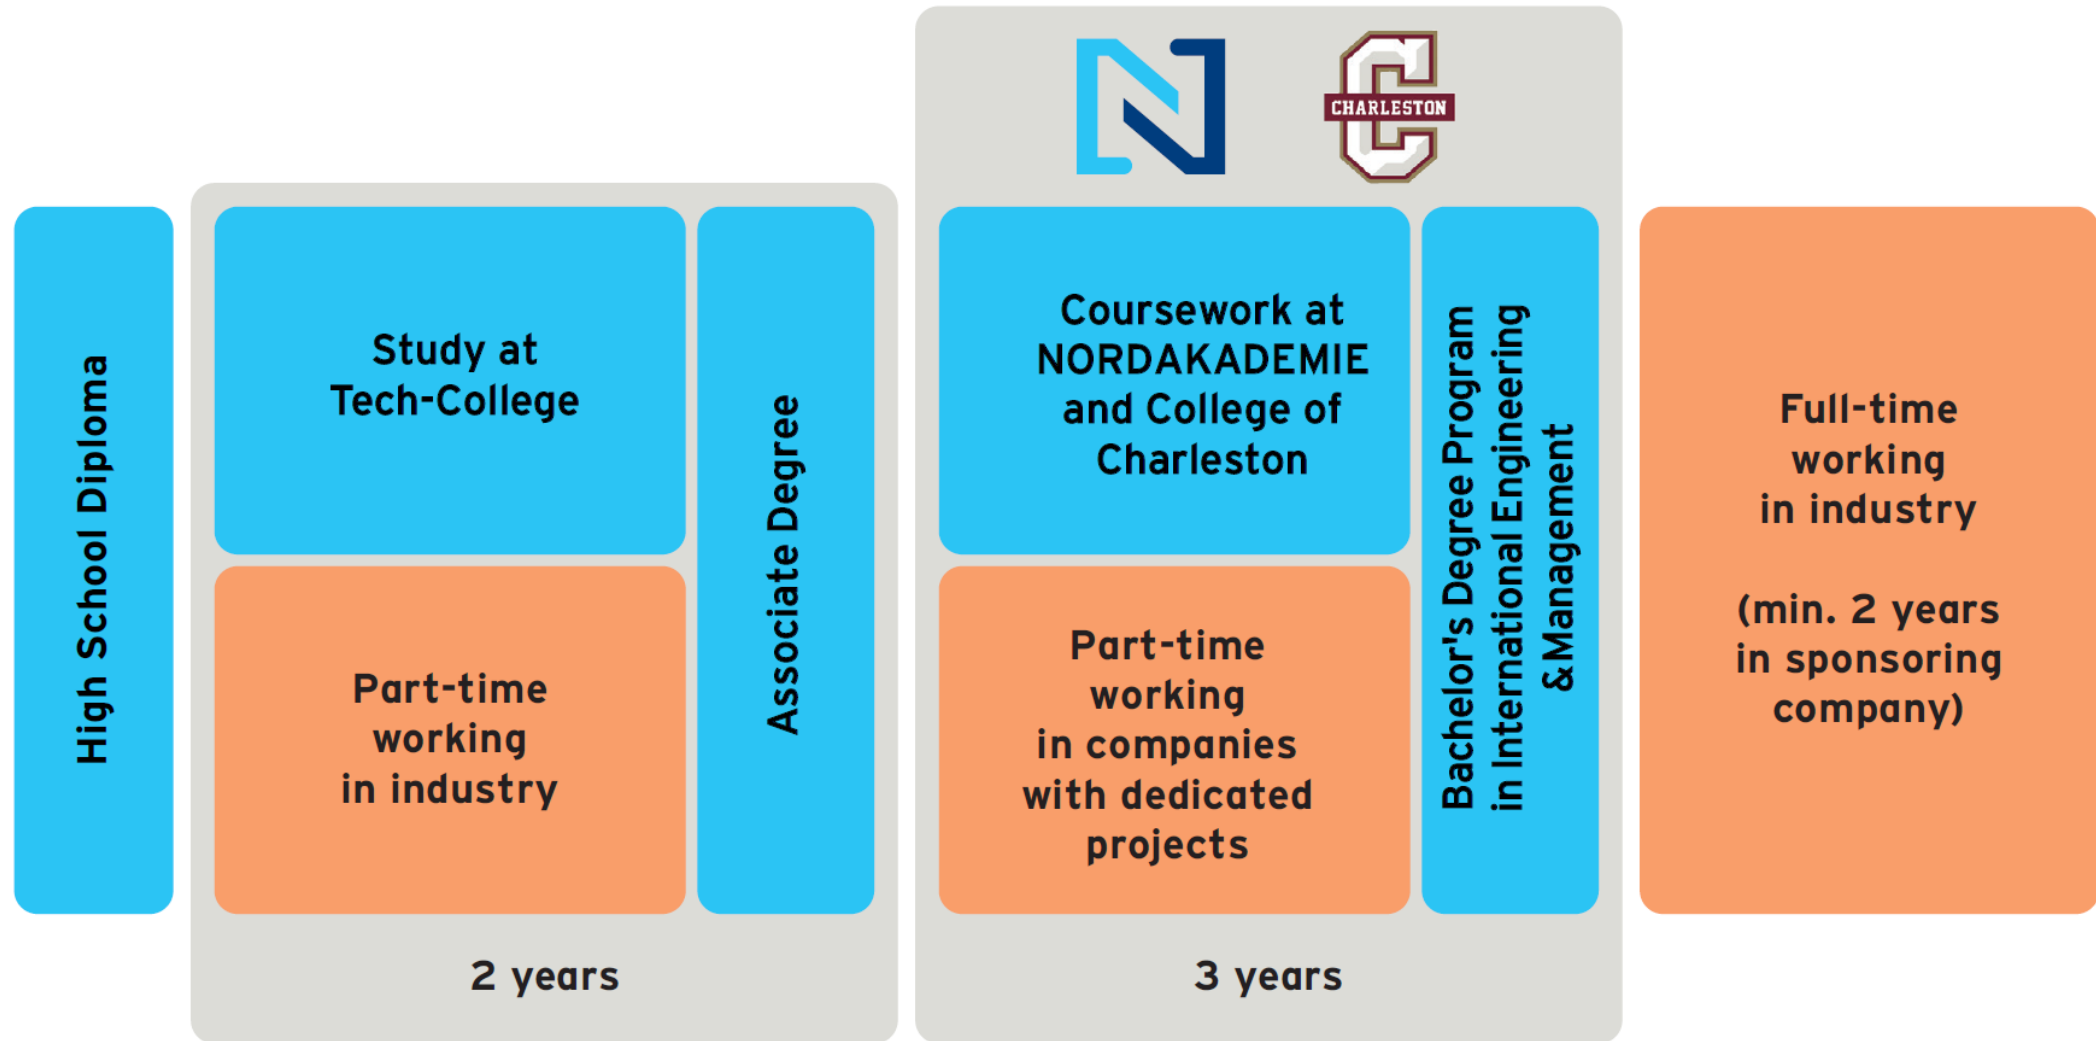 CHARLESTON
High School Diploma
Study at
Tech-College
Part-time
working
in industry
Associate Degree
2 years
Coursework at
NORDAKADEMIE
and College of
Charleston
Part-time
working
in companies
with dedicated
projects
Bachelor's Degree Program
in International Engineering
& Management
3 years
Full-time
working
in industry
(min. 2 years
in sponsoring
company)